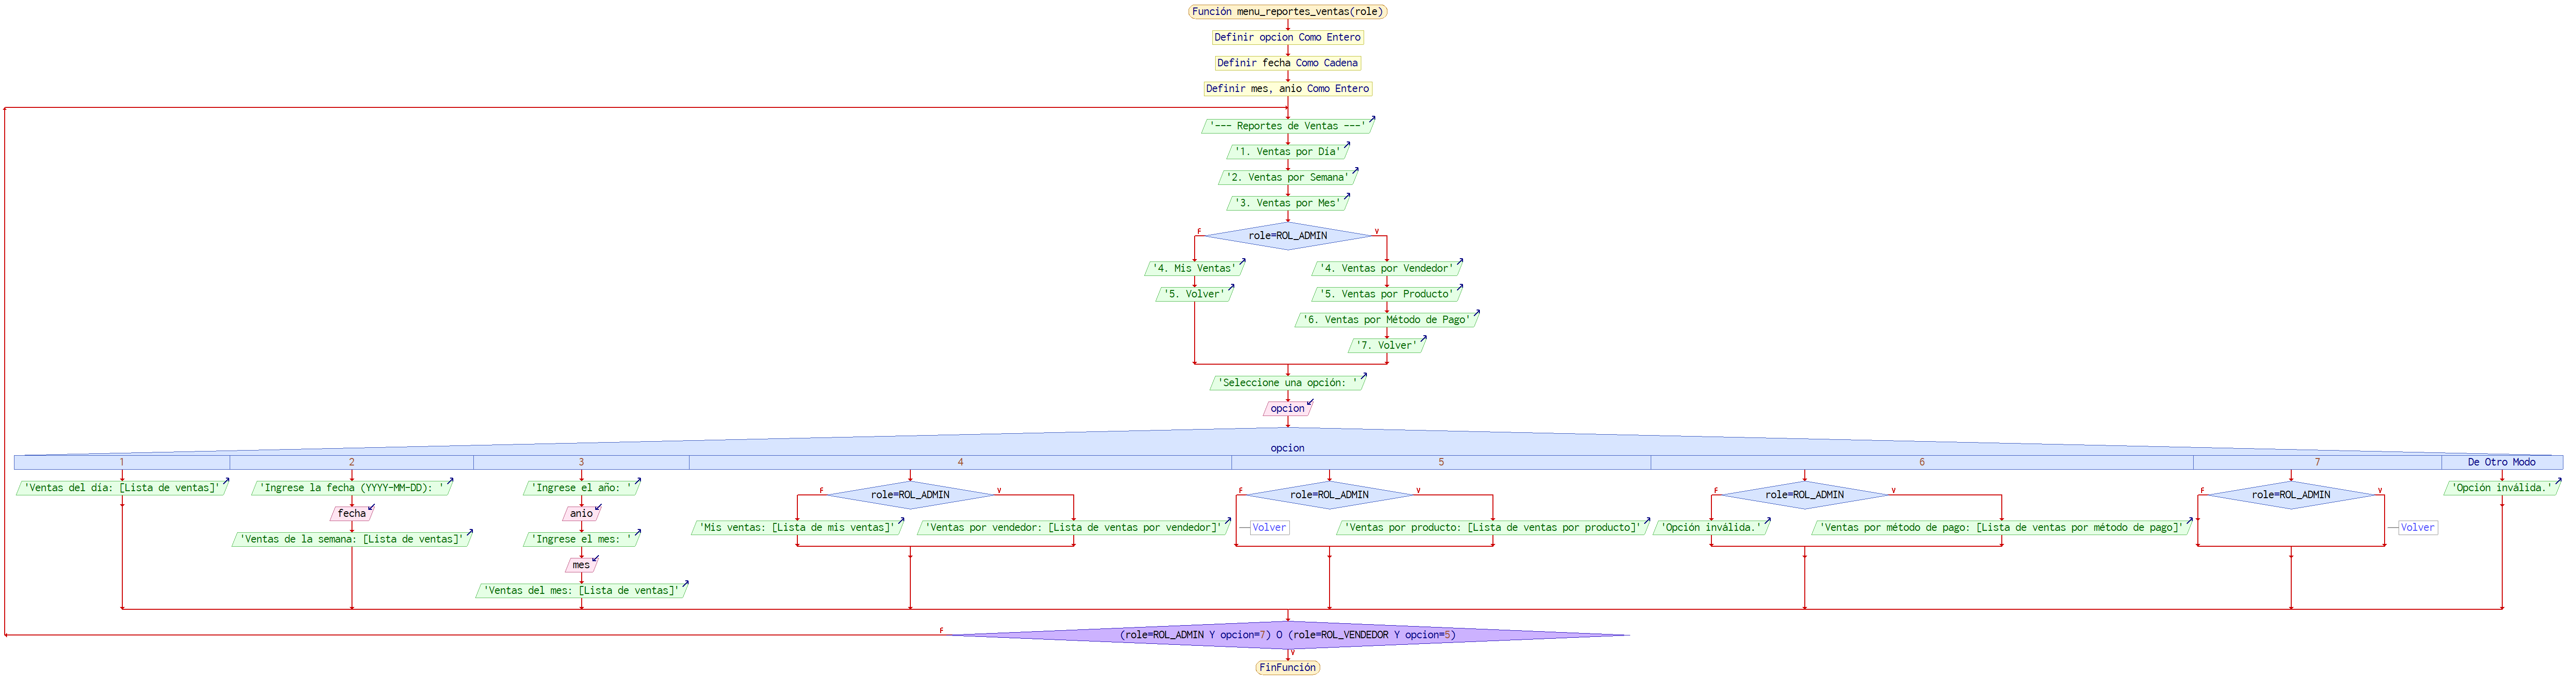 Función menu_reportes_ventas(role)
Definir opcion Como Entero
Definir fecha Como Cadena
Definir mes, anio Como Entero
'--- Reportes de Ventas ---'
'1. Ventas por Día'
'2. Ventas por Semana'
'3. Ventas por Mes'
F
role=ROL_ADMIN
V
'4. Mis Ventas'
'4. Ventas por Vendedor'
'5. Volver'
'5. Ventas por Producto'
'6. Ventas por Método de Pago'
'7. Volver'
'Seleccione una opción: '
opcion
opcion
1
2
3
4
5
6
7
De Otro Modo
'Ventas del día: [Lista de ventas]'
'Ingrese la fecha (YYYY-MM-DD): '
fecha
'Ventas de la semana: [Lista de ventas]'
'Ingrese el año: '
anio
'Ingrese el mes: '
mes
'Ventas del mes: [Lista de ventas]'
F
role=ROL_ADMIN
V
'Mis ventas: [Lista de mis ventas]'
'Ventas por vendedor: [Lista de ventas por vendedor]'
F
role=ROL_ADMIN
V
Volver
'Ventas por producto: [Lista de ventas por producto]'
F
role=ROL_ADMIN
V
'Opción inválida.'
'Ventas por método de pago: [Lista de ventas por método de pago]'
F
role=ROL_ADMIN
V
Volver
'Opción inválida.'
F
(role=ROL_ADMIN Y opcion=7) O (role=ROL_VENDEDOR Y opcion=5)
V
FinFunción